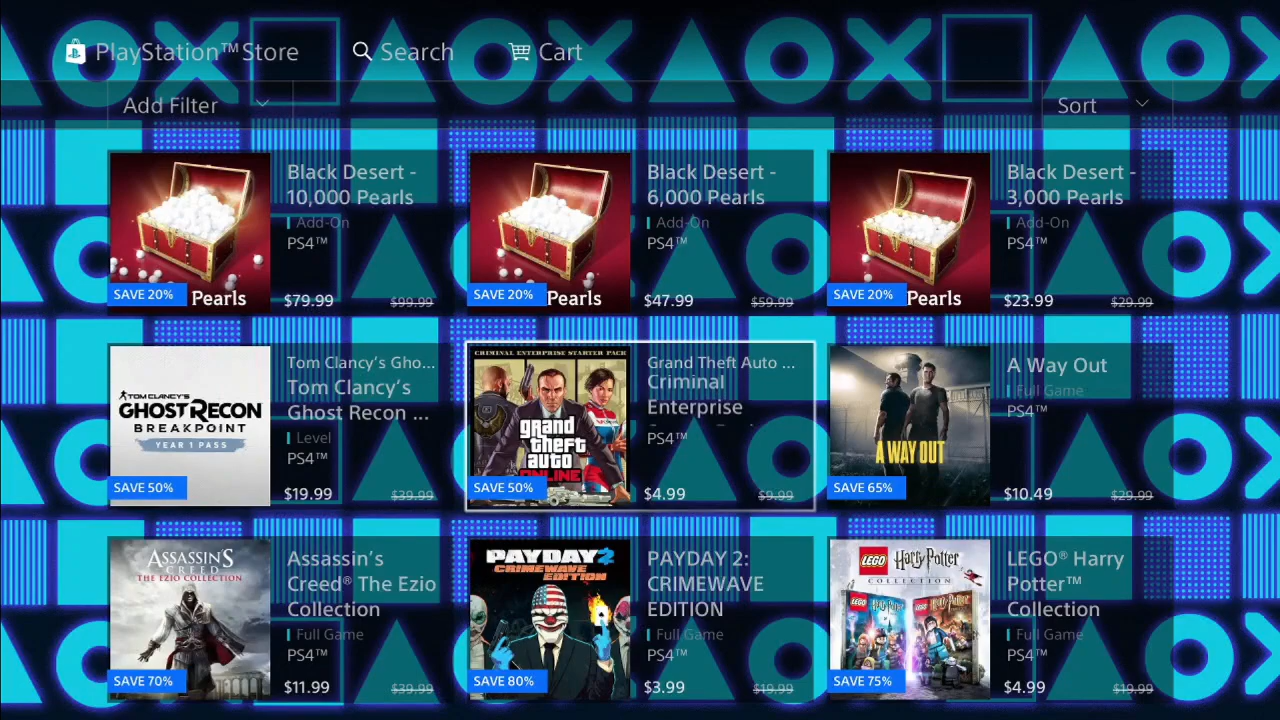 PlayStation™Store
Search
Cart
Add Filter
Sort
SAVE 20%
Pearls
Black Desert -
10,000 Pearls
Add-On
PS4™
$79.99
$99.99
SAVE 20%
Pearls
Black Desert -
6,000 Pearls
Add-On
PS4™
$47.99
$59.99
SAVE 20%
Pearls
Black Desert -
3,000 Pearls
Add-On
PS4™
$23.99
$29.99
TOM CLANCY'S
GHOST RECON
BREAKPOINT
YEAR 1 PASS
SAVE 50%
Tom Clancy's Gho...
Tom Clancy's
Ghost Recon ...
Level
PS4™
$19.99
$39.99
CRIMINAL ENTERPRISE STARTER PACK
grand
theft
auto
ONLINE
SAVE 50%
Grand Theft Auto ...
Criminal
Enterprise
PS4™
$4.99
$9.99
A WAY OUT
SAVE 65%
A Way Out
Full Game
PS4™
$10.49
$29.99
ASSASSIN'S
CREED
THE EZIO COLLECTION
SAVE 70%
Assassin's
Creed® The Ezio
Collection
Full Game
PS4™
$11.99
$39.99
PAYDAY 2
CRIMEWAVE
EDITION
SAVE 80%
PAYDAY 2:
CRIMEWAVE
EDITION
Full Game
PS4™
$3.99
$19.99
LEGO Harry Potter
COLLECTION
LEGO Harry Potter
LEGO Harry Potter
SAVE 75%
LEGO® Harry
Potter™
Collection
Full Game
PS4™
$4.99
$19.99